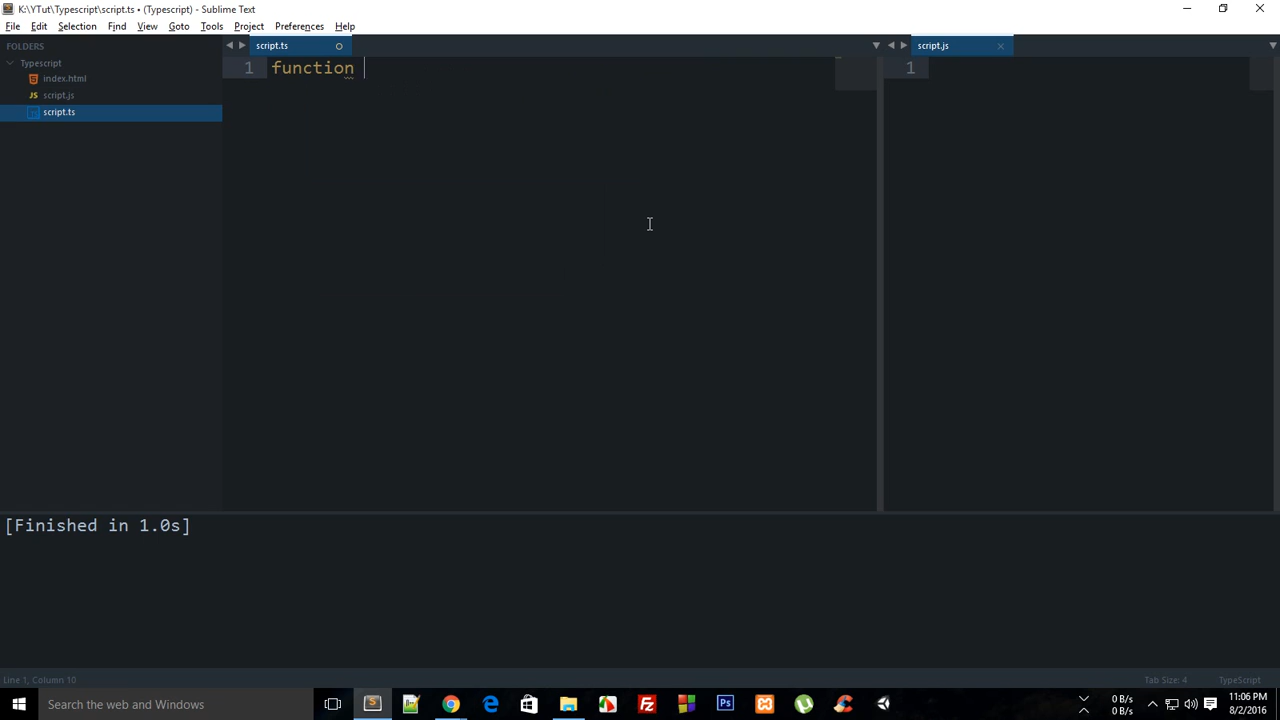 K:\YTut\Typescript\script.ts • (Typescript) - Sublime Text
File Edit Selection Find View Goto Tools Project Preferences Help
FOLDERS
Typescript
index.html
JS script.js
script.ts
script.ts
1 function
script.js
1
[Finished in 1.0s]
Line 1, Column 10
Tab Size: 4
TypeScript
Search the web and Windows
0 B/s
0 B/s
11:06 PM
8/2/2016